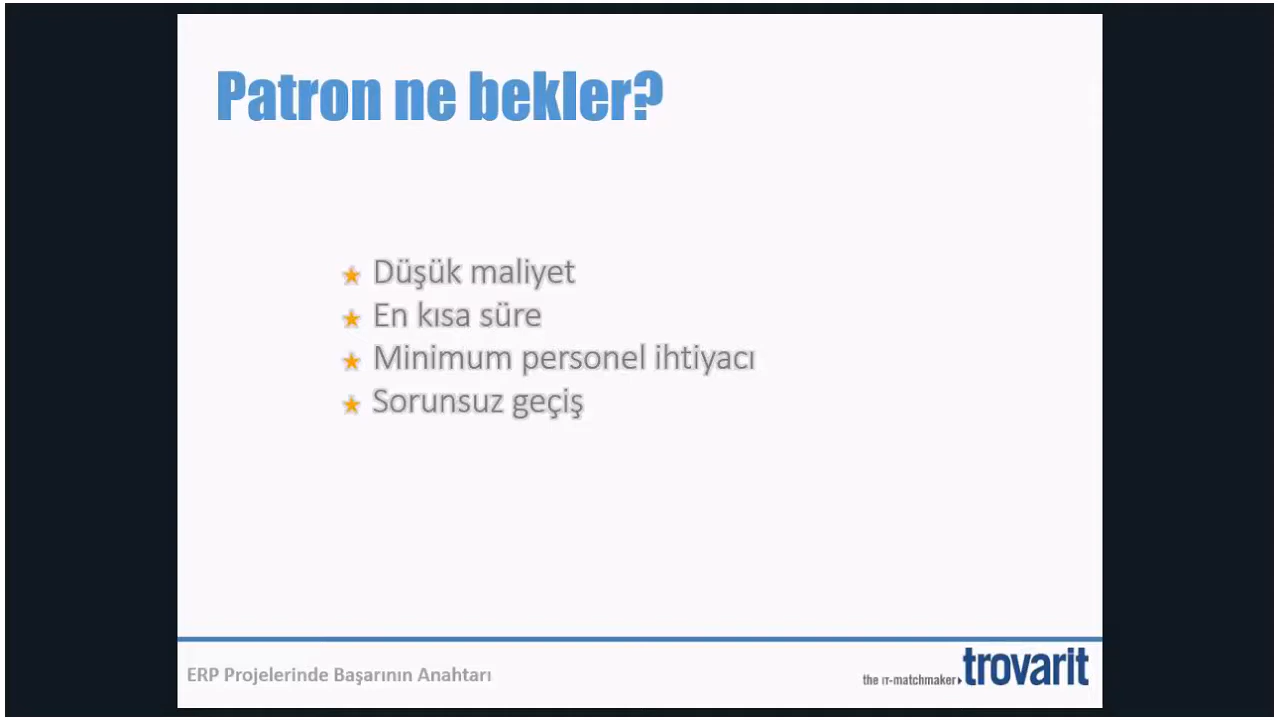 Patron ne bekler?
Düşük maliyet
En kısa süre
Minimum personel ihtiyacı
Sorunsuz geçiş
ERP Projelerinde Başarının Anahtarı
the IT-matchmaker trovarit